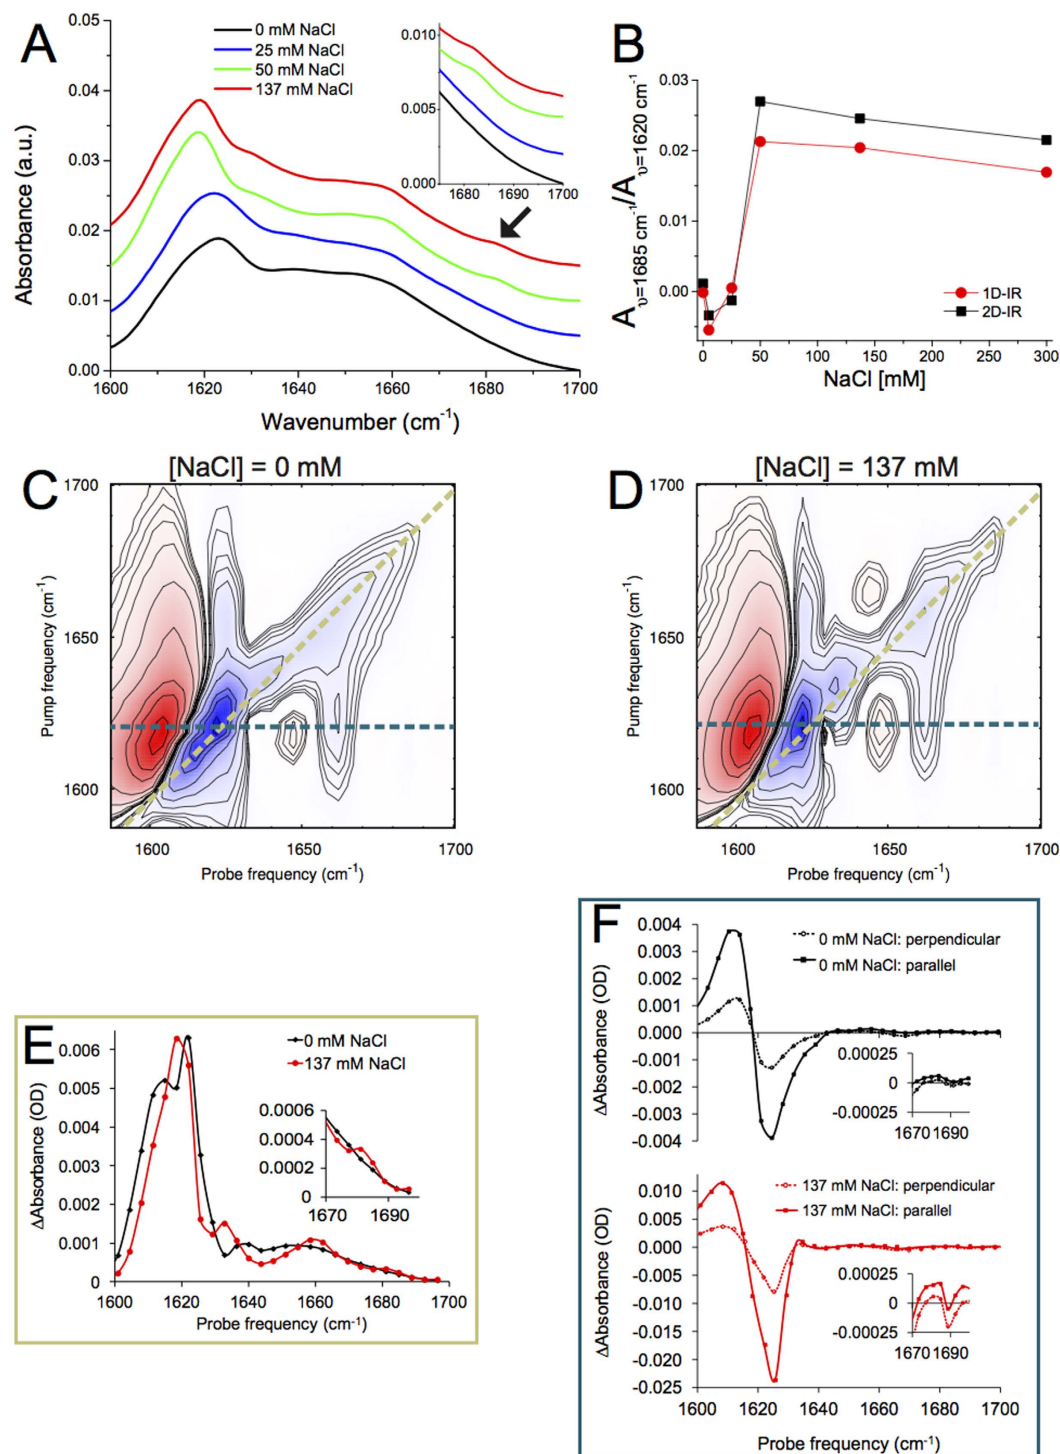 A
0 mM NaCl
25 mM NaCl
50 mM NaCl
137 mM NaCl
0.05
0.04
0.03
0.02
0.01
0.00
Absorbance (a.u.)
1600 1620 1640 1660 1680 1700
Wavenumber (cm-1)
0.010
0.005
0.000
1680 1690 1700
B
Aυ=1685 cm-1/Aυ=1620 cm-1
0.03
0.02
0.01
0.00
1D-IR
2D-IR
0 50 100 150 200 250 300
NaCl [mM]
C
[NaCl] = 0 mM
1700
1650
1600
Pump frequency (cm-1)
1600 1650 1700
Probe frequency (cm-1)
D
[NaCl] = 137 mM
1700
1650
1600
Pump frequency (cm-1)
1600 1650 1700
Probe frequency (cm-1)
E
0 mM NaCl
137 mM NaCl
0.006
0.005
0.004
0.003
0.002
0.001
0
ΔAbsorbance (OD)
0.0006
0.0004
0.0002
0
1670 1690
1600 1620 1640 1660 1680 1700
Probe frequency (cm-1)
F
0 mM NaCl: perpendicular
0 mM NaCl: parallel
0.004
0.003
0.001
0.000
-0.001
-0.002
-0.003
-0.004
ΔAbsorbance (OD)
0.00025
0
-0.00025
1670 1690
137 mM NaCl: perpendicular
137 mM NaCl: parallel
0.010
0.005
0.000
-0.005
-0.010
-0.015
-0.020
-0.025
ΔAbsorbance (OD)
0.00025
0
-0.00025
1670 1690
1600 1620 1640 1660 1680 1700
Probe frequency (cm-1)